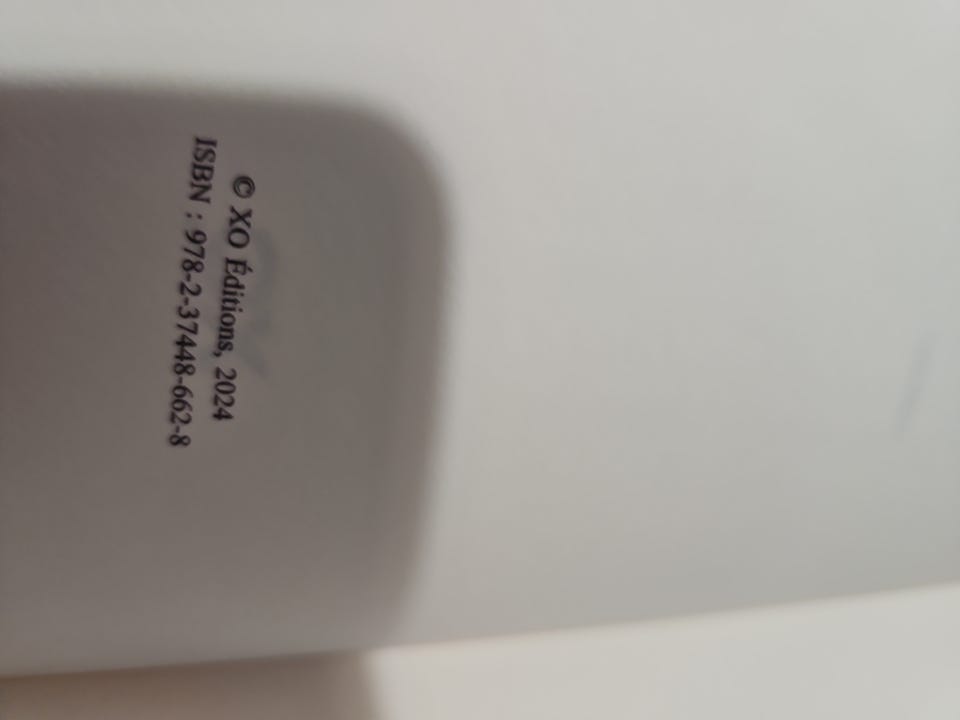 © XO Éditions, 2024
ISBN : 978-2-37448-662-8